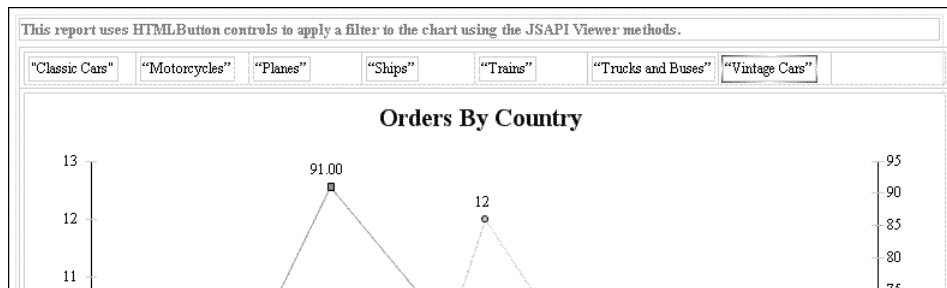 This report uses HTMLButton controls to apply a filter to the chart using the JSAPI Viewer methods.
"Classic Cars" “Motorcycles” “Planes” “Ships” “Trains” “Trucks and Buses” “Vintage Cars”
Orders By Country
13 91.00 95
12 90
12 85
80
11 75